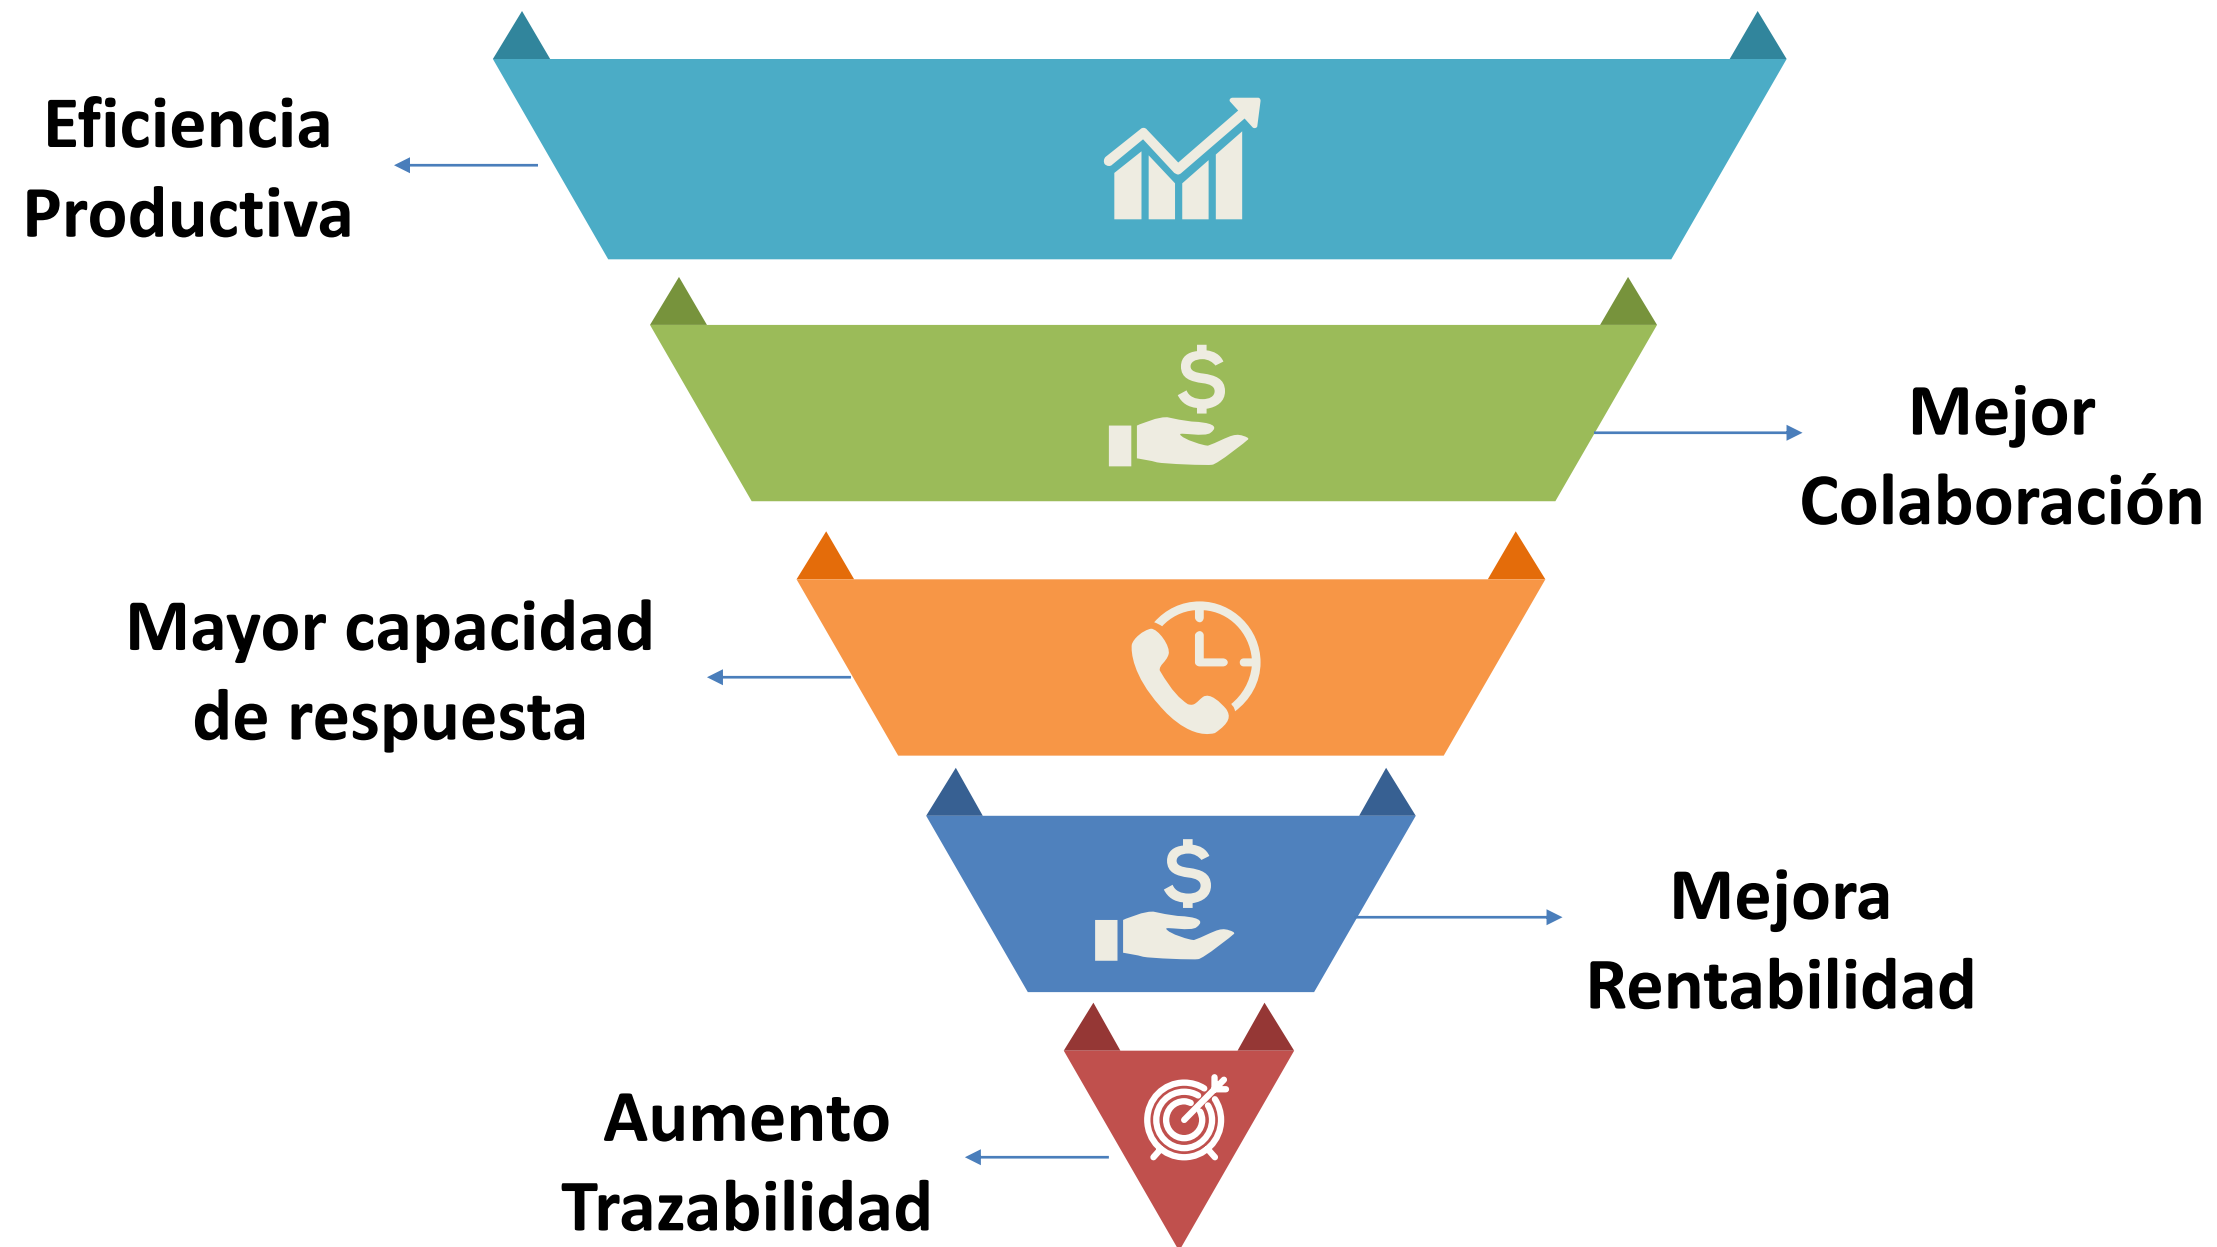 Eficiencia
Productiva
Mejor
Colaboración
Mayor capacidad
de respuesta
Mejora
Rentabilidad
Aumento
Trazabilidad